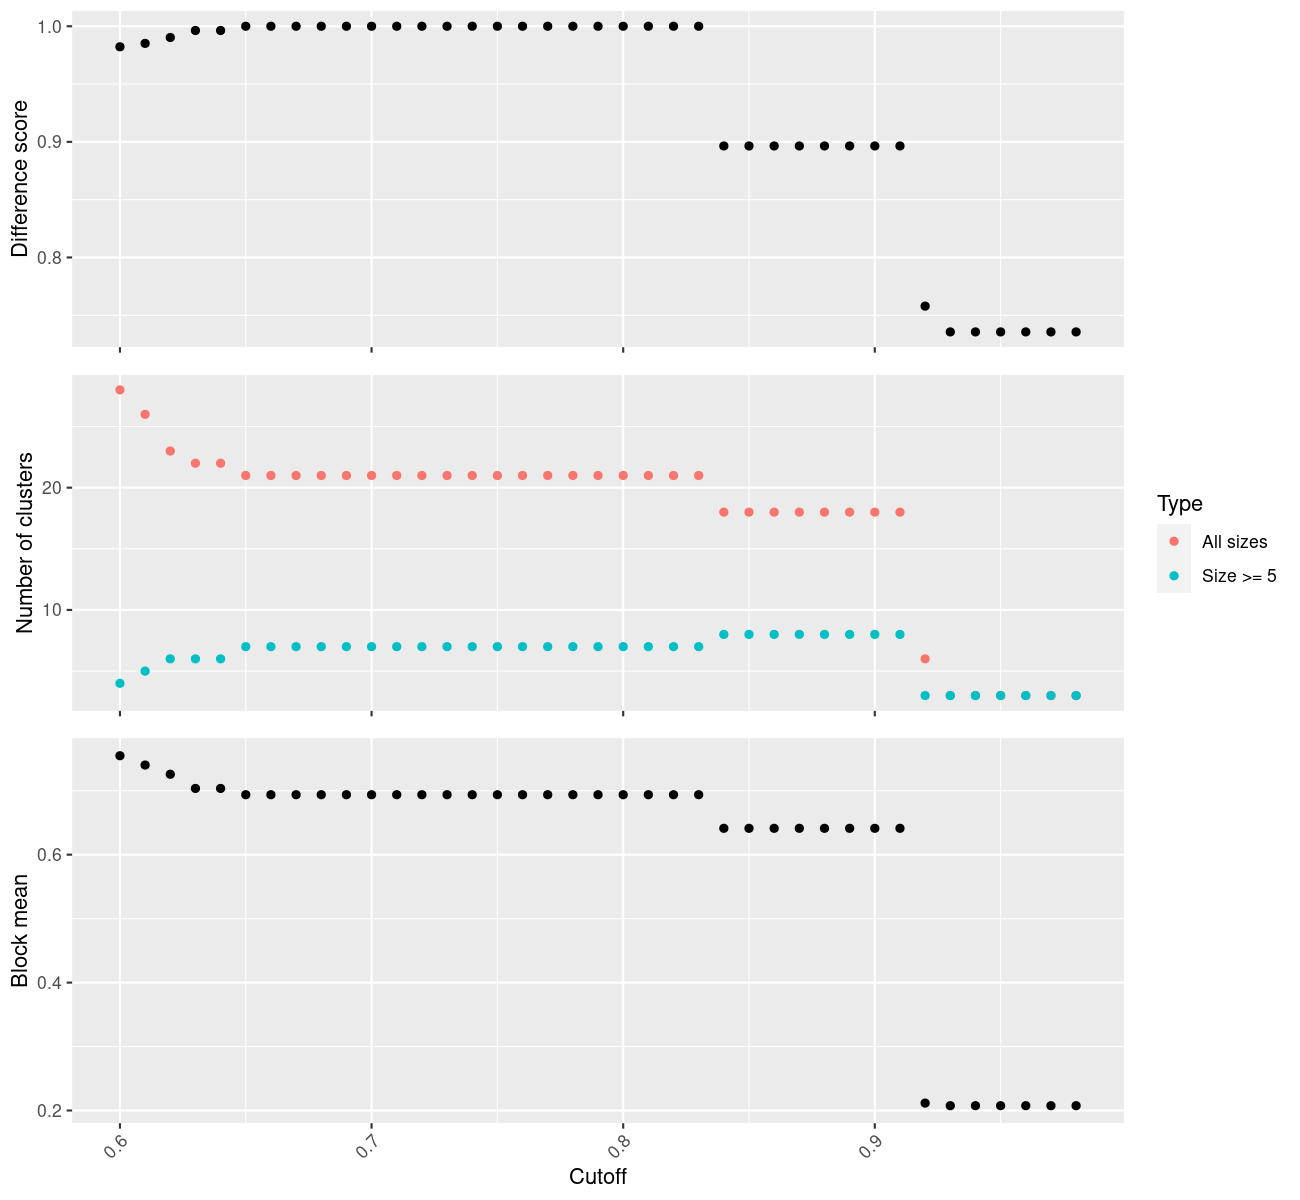 1.0
0.9
0.8
Difference score
20
10
Number of clusters
Type
All sizes
Size >= 5
0.6
0.4
0.2
Block mean
0.6
0.7
0.8
0.9
Cutoff